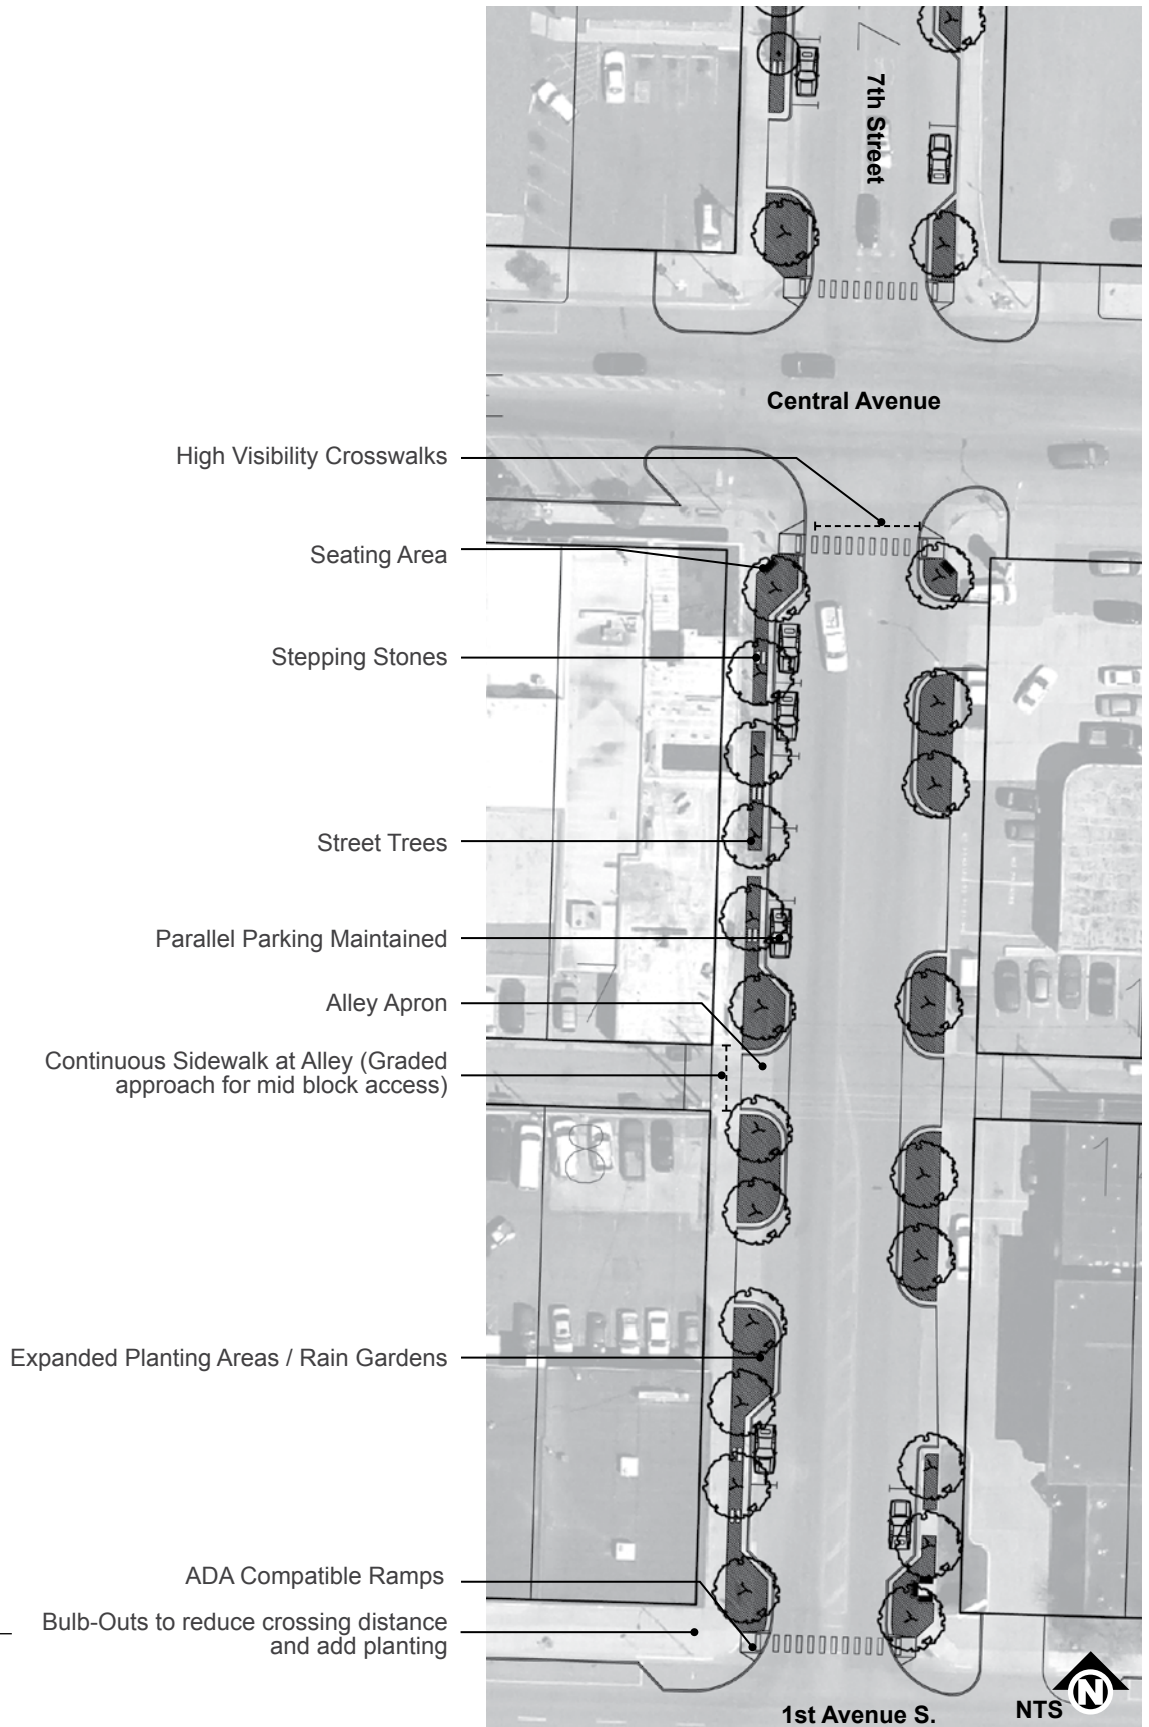 7th Street
Central Avenue
High Visibility Crosswalks
Seating Area
Stepping Stones
Street Trees
Parallel Parking Maintained
Alley Apron
Continuous Sidewalk at Alley (Graded
approach for mid block access)
8
1
Expanded Planting Areas / Rain Gardens
ADA Compatible Ramps
Bulb-Outs to reduce crossing distance
and add planting
1st Avenue S.
NTS
N